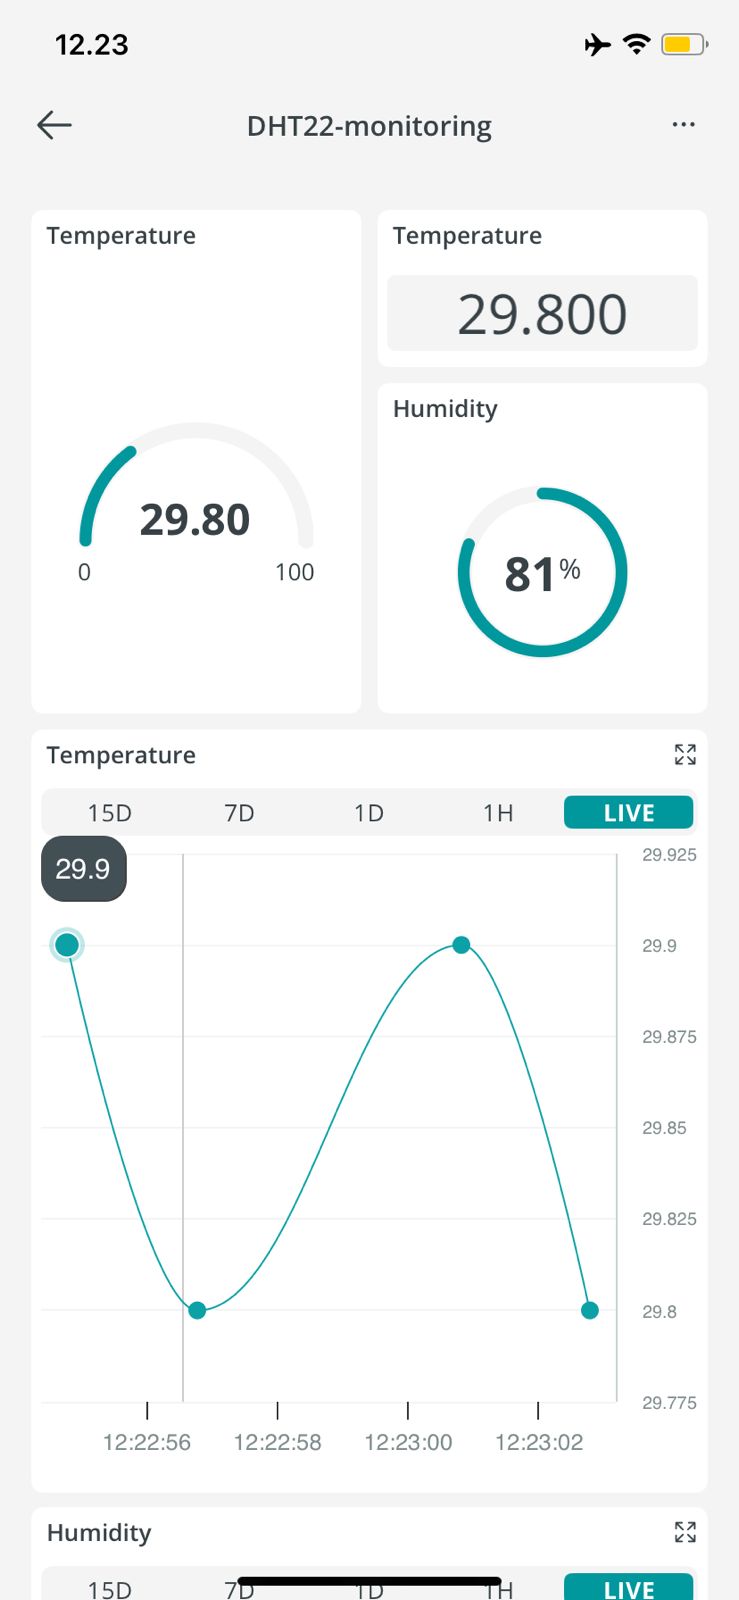 12.23
DHT22-monitoring
Temperature
29.80
0 100
Temperature
29.800
Humidity
81%
Temperature
15D 7D 1D 1H LIVE
29.9
29.925
29.9
29.875
29.85
29.825
29.8
29.775
12:22:56 12:22:58 12:23:00 12:23:02
Humidity
15D 7D 1D 1H LIVE